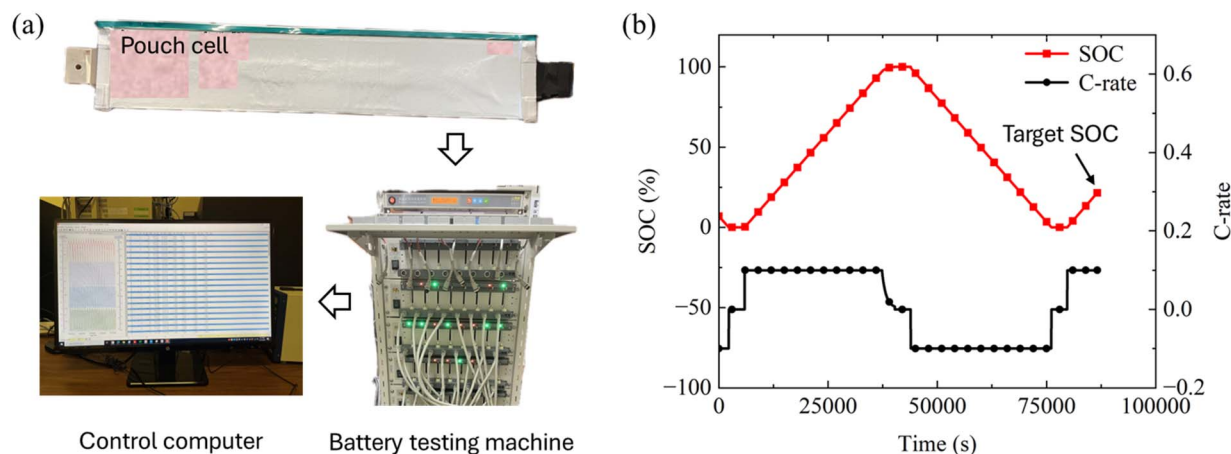 (a)
Pouch cell
Control computer
Battery testing machine
(b)
SOC
C-rate
Target SOC
SOC (%)
100
50
0
−50
−100
0.6
0.4
0.2
0.0
−0.2
C-rate
0
25000
50000
75000
100000
Time (s)